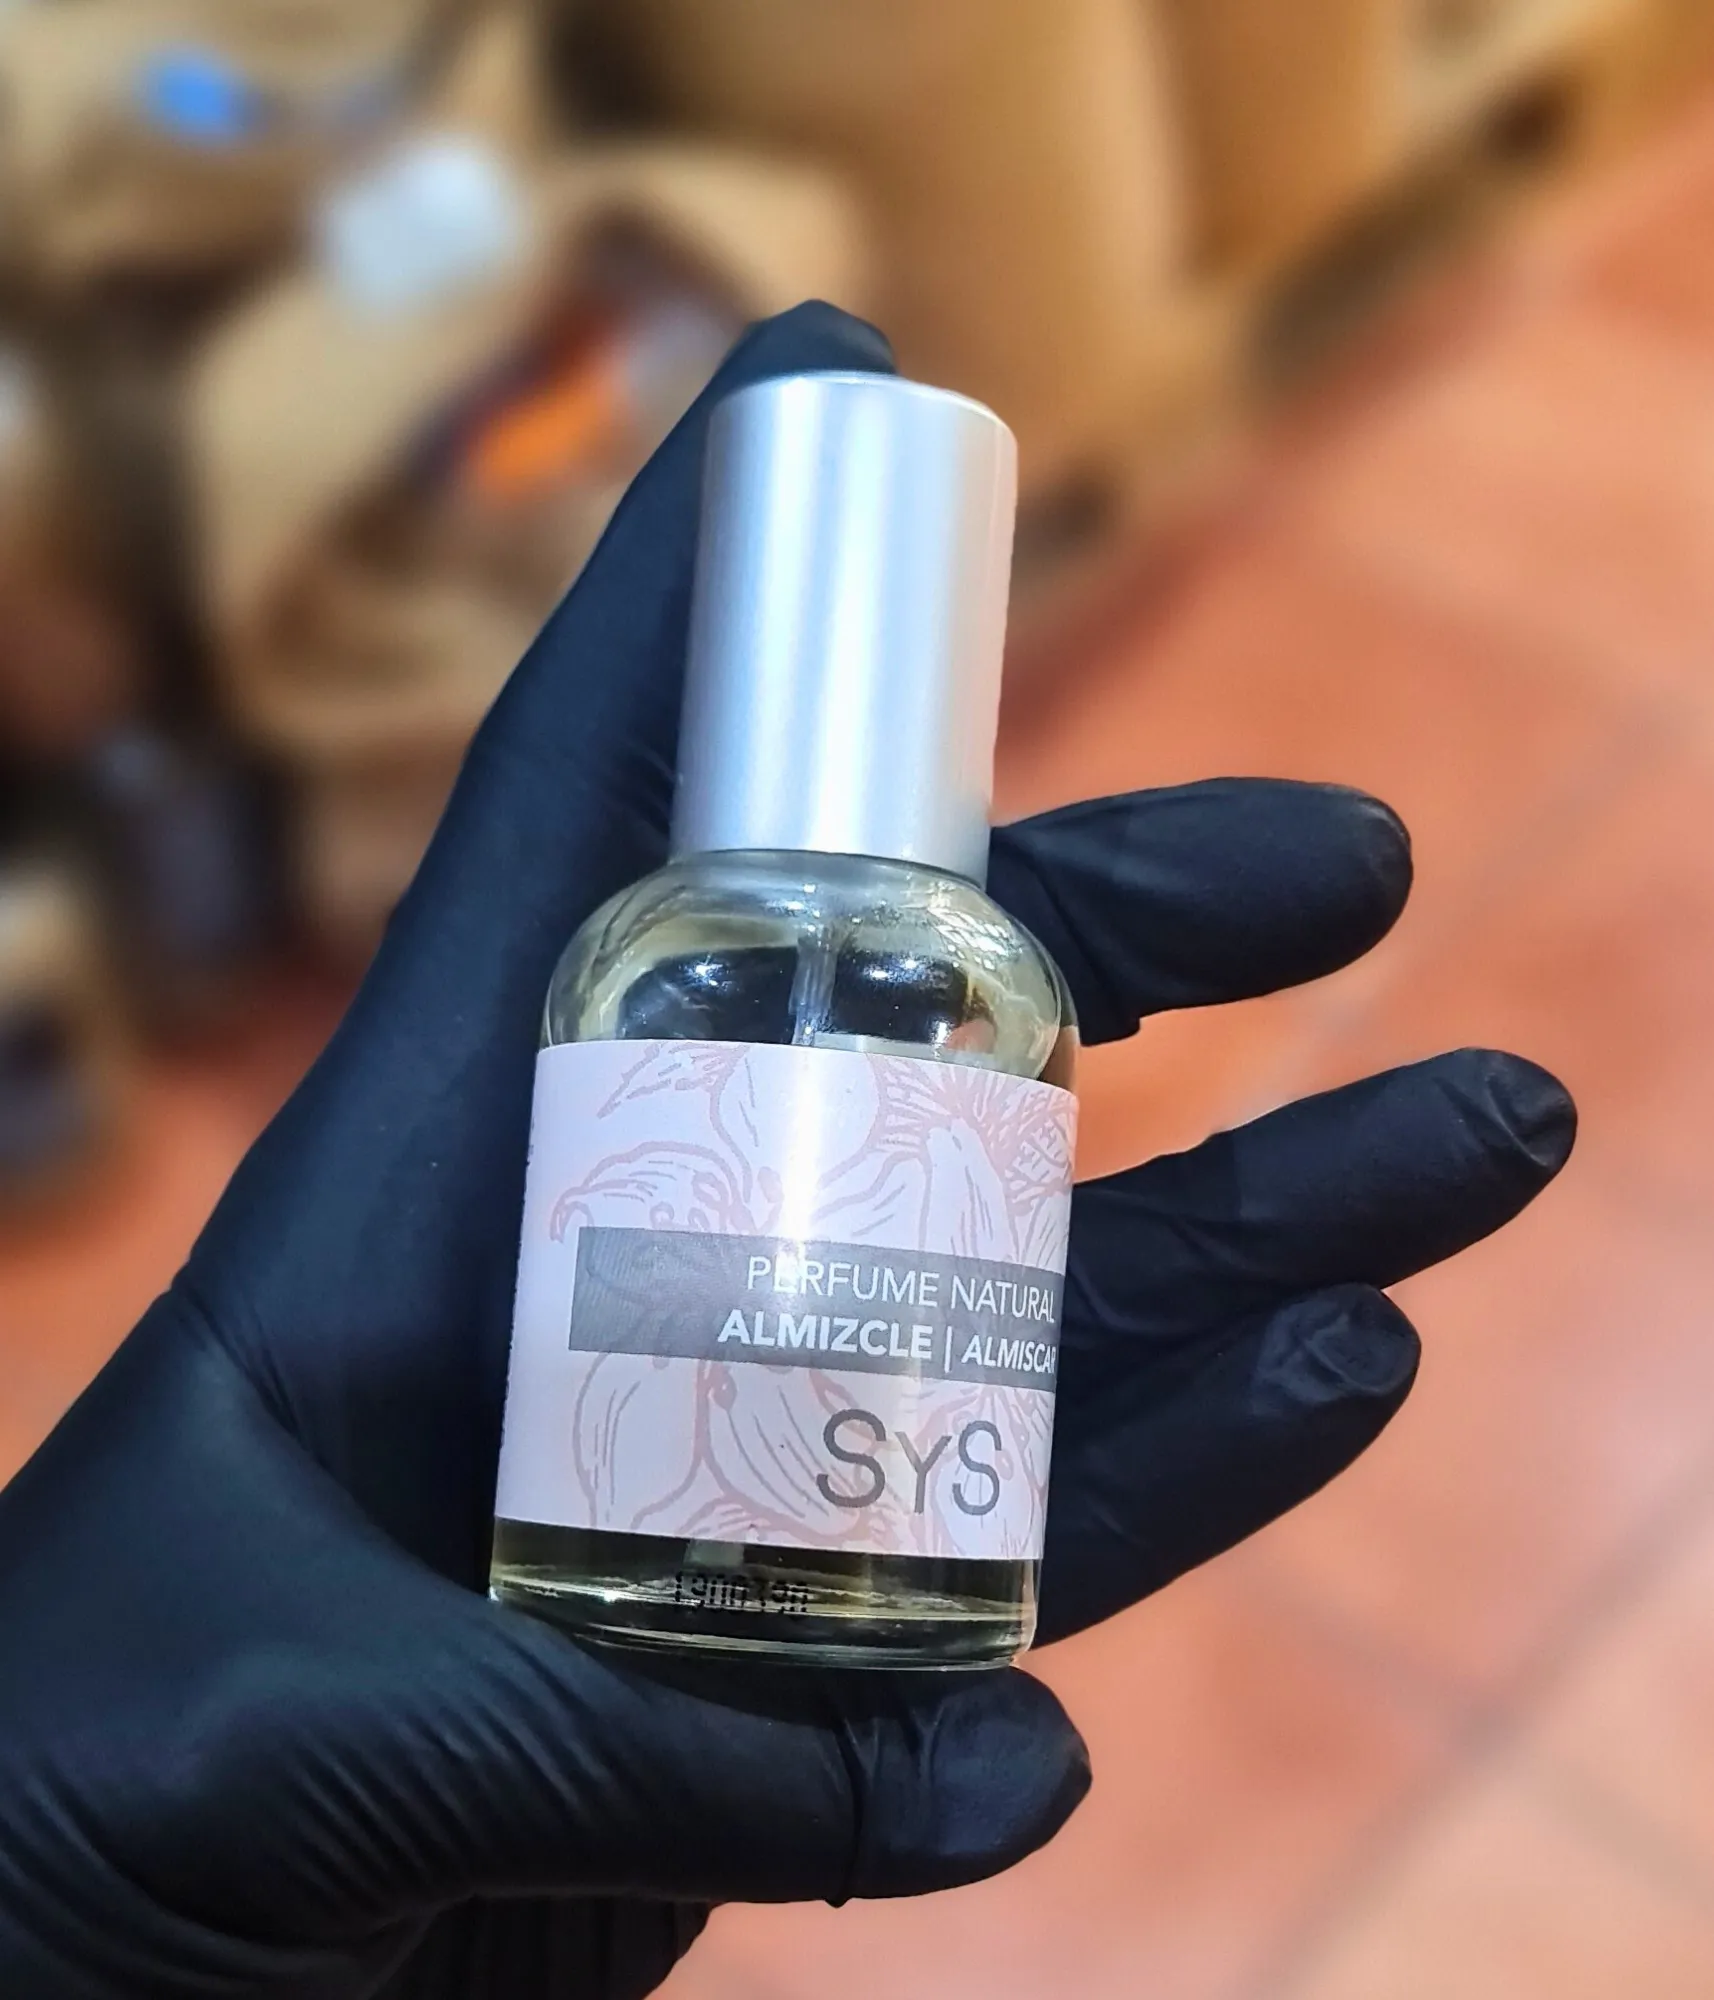 PERFUME NATURAL
ALMIZCLE | ALMISCAR
SYS